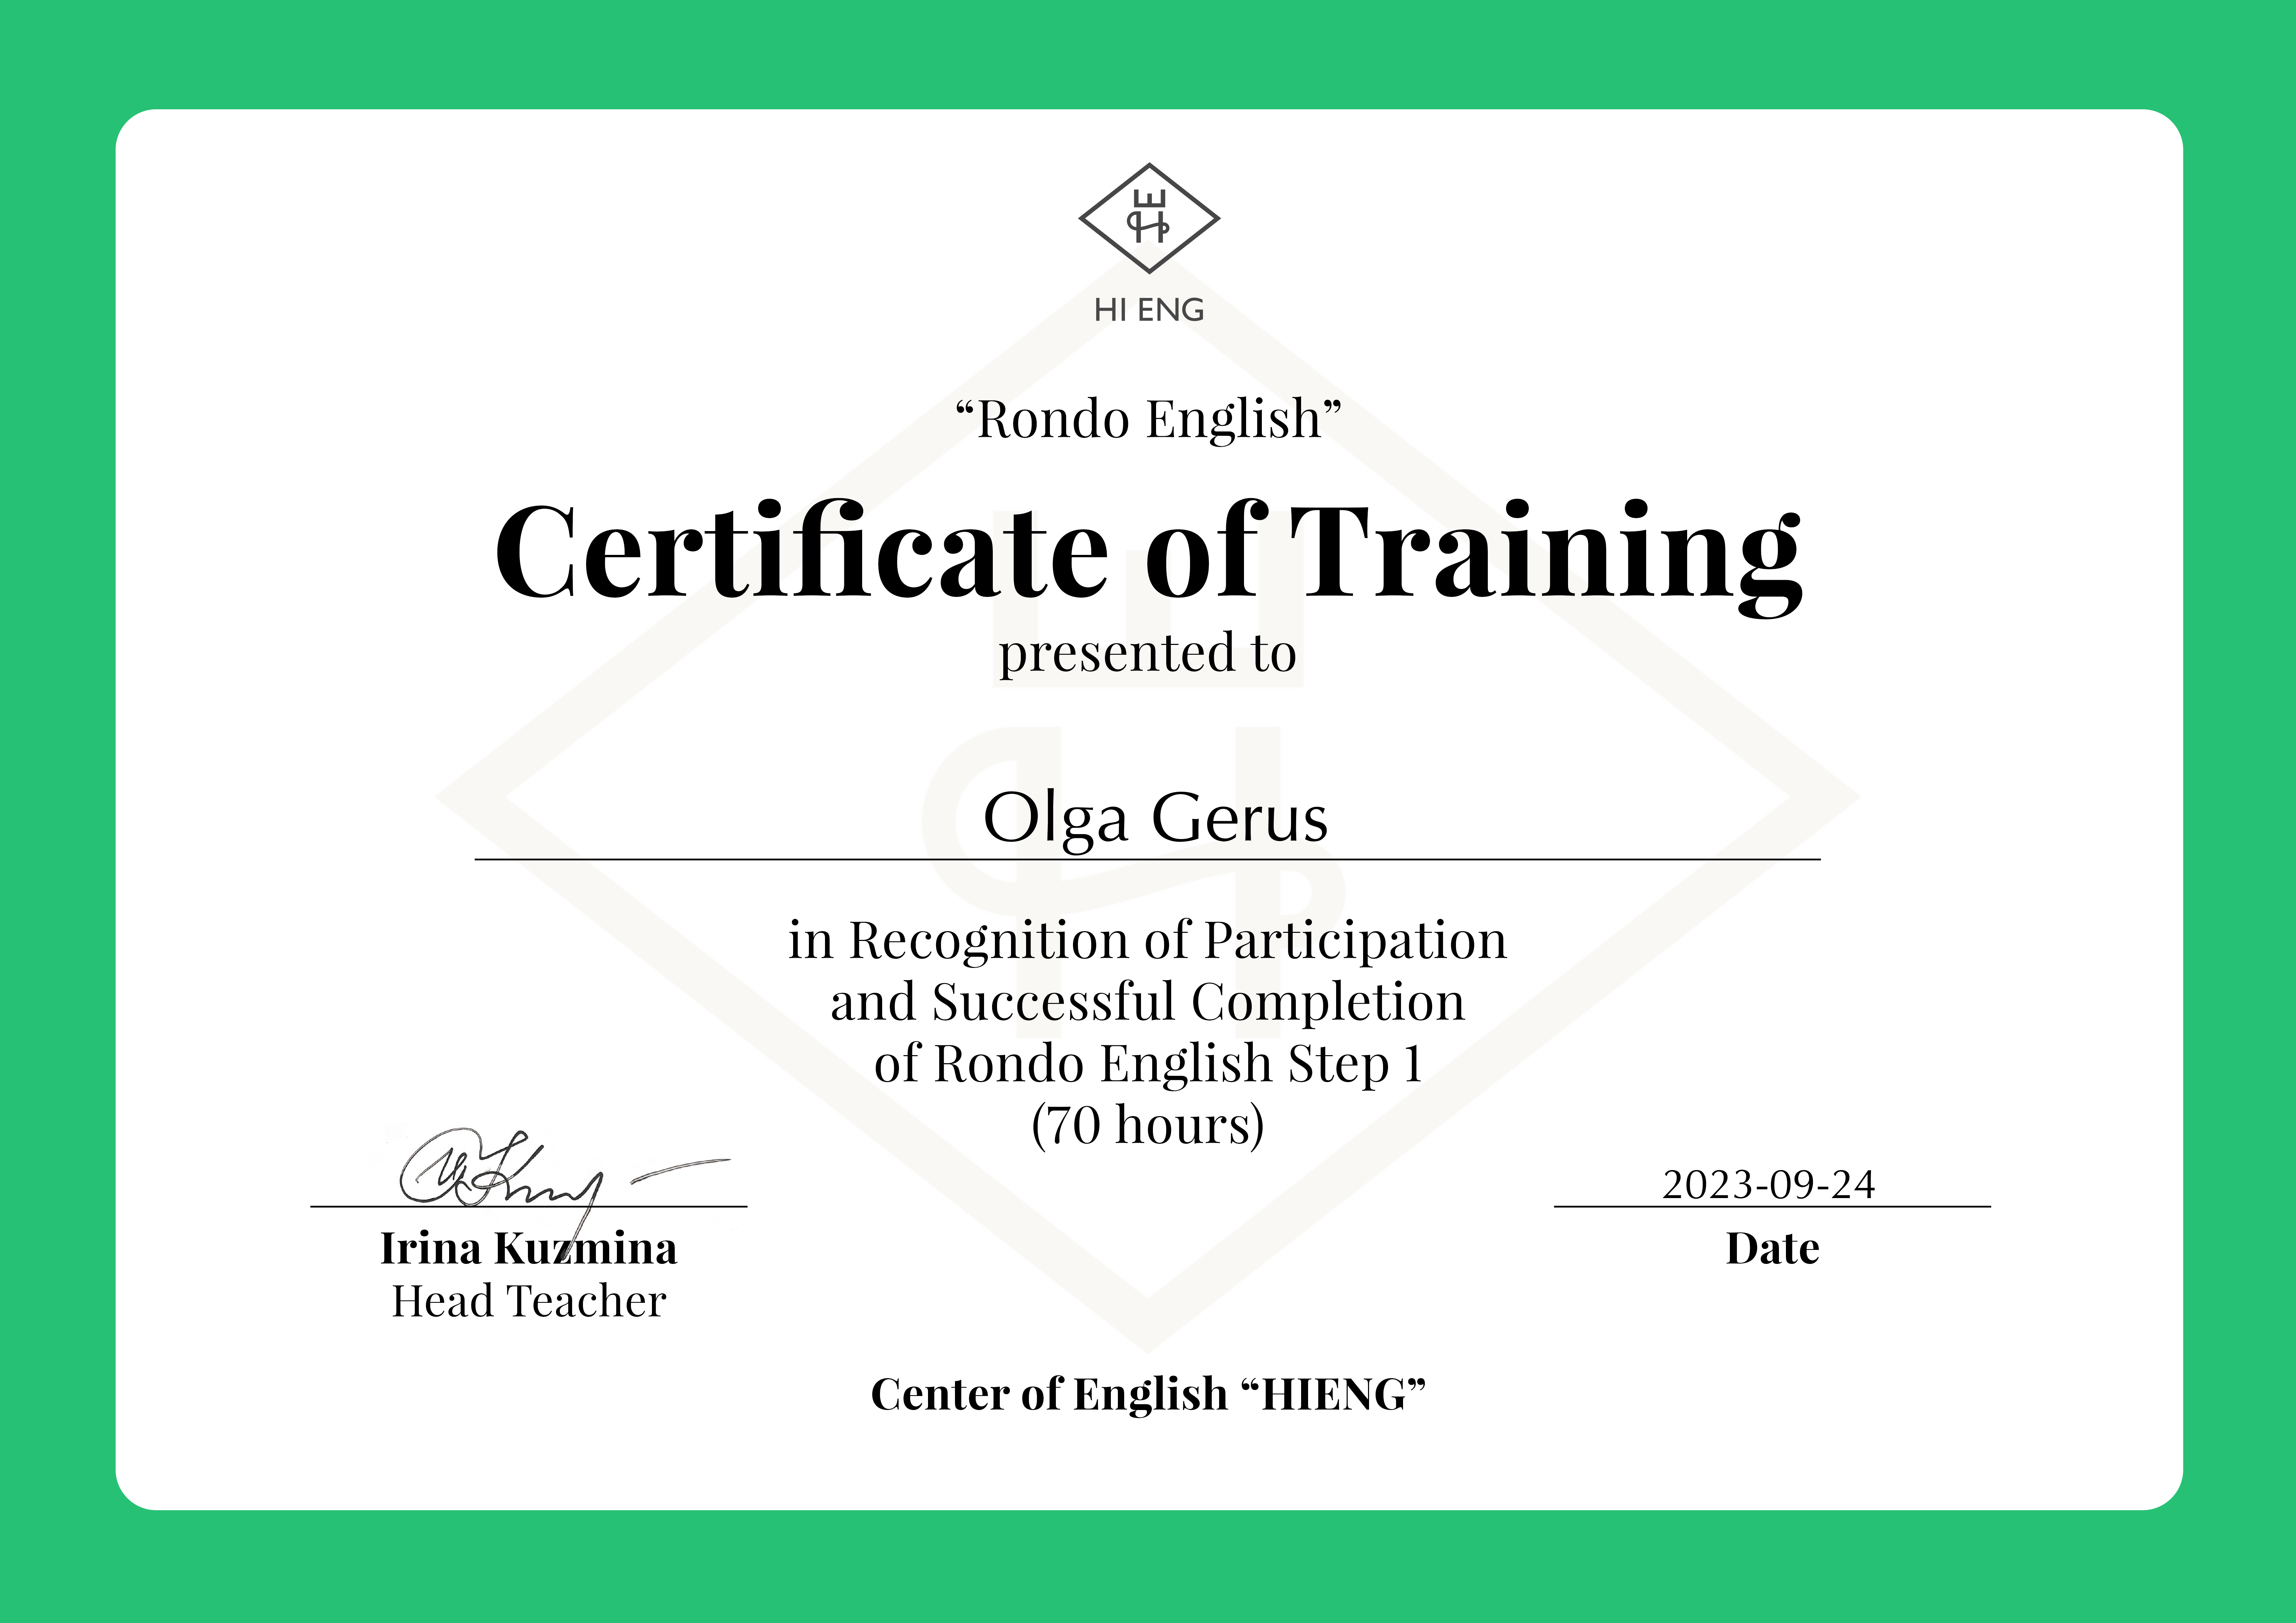 HI ENG
“Rondo English”
Certificate of Training
presented to
Olga Gerus
in Recognition of Participation
and Successful Completion
of Rondo English Step 1
(70 hours)
2023-09-24
Irina Kuzmina
Date
Head Teacher
Center of English “HIENG”